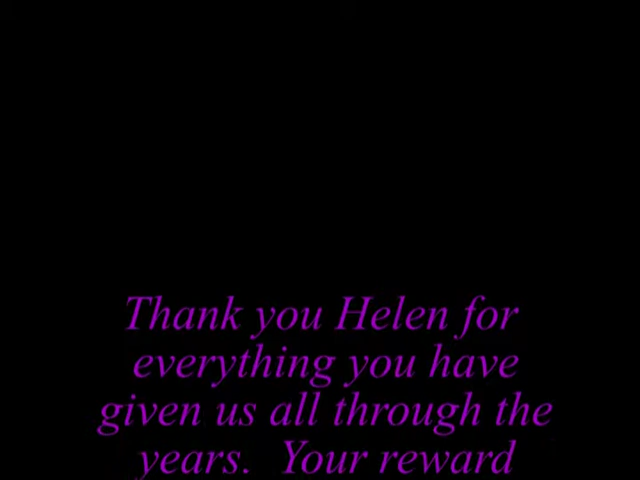 Thank you Helen for
everything you have
given us all through the
years.  Your reward